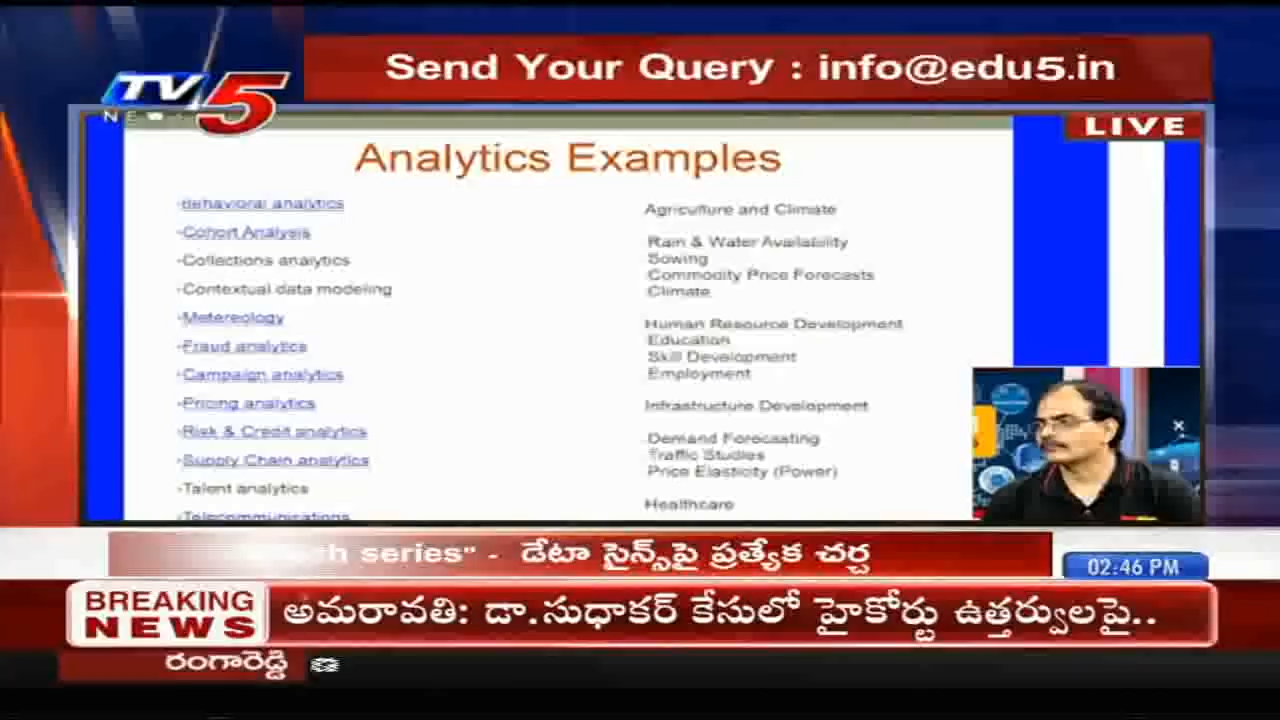 Send Your Query : info@edu5.in
TV5
NEWS
LIVE
Analytics Examples
-Behavioral analytics
-Cohort Analysis
-Collections analytics
-Contextual data modeling
-Metereology
-Fraud analytics
-Campaign analytics
-Pricing analytics
-Risk & Credit analytics
-Supply Chain analytics
-Talent analytics
-Telecommunications
Agriculture and Climate
Rain & Water Availability
Sowing
Commodity Price Forecasts
Climate
Human Resource Development
Education
Skill Development
Employment
Infrastructure Development
Demand Forecasting
Traffic Studies
Price Elasticity (Power)
Healthcare
series" - డేటా సైన్స్‌పై ప్రత్యేక చర్చ
02:46 PM
BREAKING NEWS
అమరావతి: డా.సుధాకర్ కేసులో హైకోర్టు ఉత్తర్వులపై..
రంగారెడ్డి